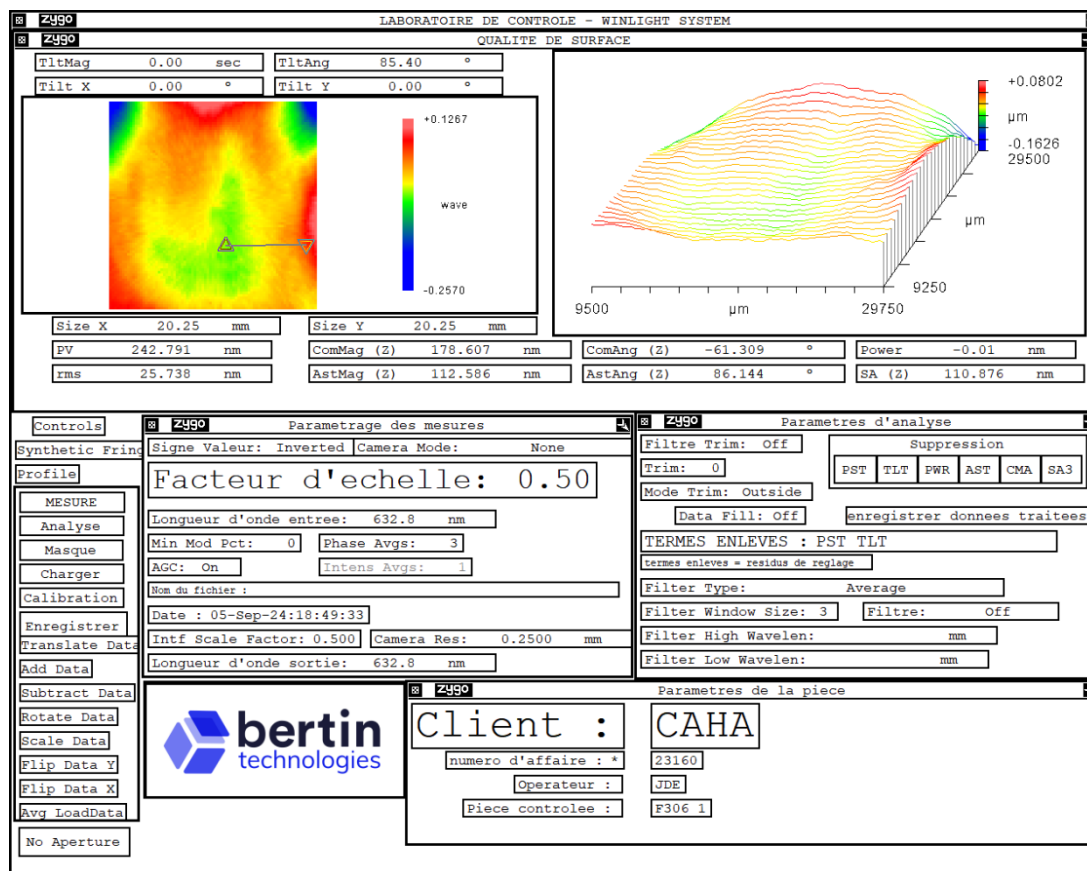 zygo LABORATOIRE DE CONTROLE - WINLIGHT SYSTEM
zygo QUALITE DE SURFACE
TltMag 0.00 sec TltAng 85.40 °
Tilt X 0.00 ° Tilt Y 0.00 °
+0.1267
wave
-0.2570
+0.0802
µm
-0.1626
29500
µm
9250
9500 µm 29750
Size X 20.25 mm Size Y 20.25 mm
PV 242.791 nm ComMag (Z) 178.607 nm ComAng (Z) -61.309 ° Power -0.01 nm
rms 25.738 nm AstMag (Z) 112.586 nm AstAng (Z) 86.144 ° SA (Z) 110.876 nm
Controls
Synthetic Fring
Profile
MESURE
Analyse
Masque
Charger
Calibration
Enregistrer
Translate Data
Add Data
Subtract Data
Rotate Data
Scale Data
Flip Data Y
Flip Data X
Avg LoadData
No Aperture
zygo Parametrage des mesures
Signe Valeur: Inverted Camera Mode: None
Facteur d'echelle: 0.50
Longueur d'onde entree: 632.8 nm
Min Mod Pct: 0 Phase Avgs: 3
AGC: On Intens Avgs: 1
Nom du fichier :
Date : 05-Sep-24:18:49:33
Intf Scale Factor: 0.500 Camera Res: 0.2500 mm
Longueur d'onde sortie: 632.8 nm
zygo Parametres d'analyse
Filtre Trim: Off Suppression
Trim: 0 PST TLT PWR AST CMA SA3
Mode Trim: Outside
Data Fill: Off enregistrer donnees traitees
TERMES ENLEVES : PST TLT
termes enleves = residus de reglage
Filter Type: Average
Filter Window Size: 3 Filtre: Off
Filter High Wavelen: mm
Filter Low Wavelen: mm
bertin
technologies
zygo Parametres de la piece
Client : CAHA
numero d'affaire : * 23160
Operateur : JDE
Piece controlee : F306 1